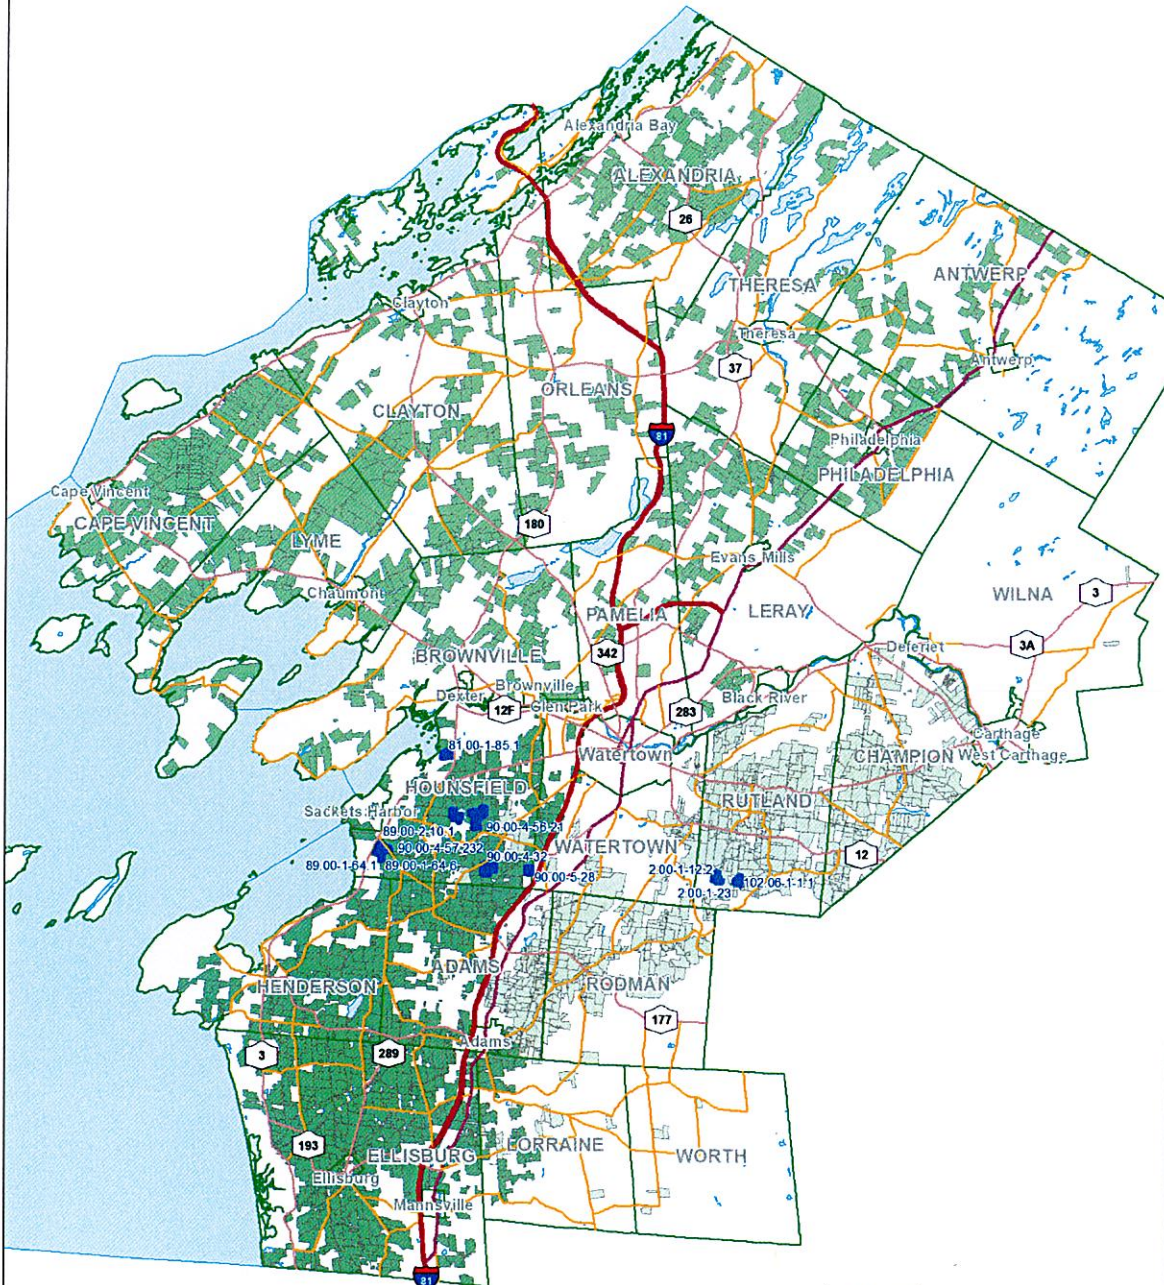 Alexandria Bay
ALEXANDRIA
26
THERESA
ANTWERP
Clayton
Theresa
Antwerp
37
ORLEANS
CLAYTON
81
Philadelphia
PHILADELPHIA
Cape Vincent
CAPE VINCENT
180
LYME
Evans Mills
Chaumont
PAMELIA
LERAY
WILNA
3
342
3A
Deferiet
BROWNVILLE
Brownville
Dexter
12F
Glen Park
283
Black River
Carthage
West Carthage
CHAMPION
81.00-1-85.1
Watertown
HOUNSFIELD
RUTLAND
Sackets Harbor
89.00-2-10.1
90.00-4-56.21
90.00-4-57.232
WATERTOWN
12
89.00-1-64.1
89.00-1-64.6
90.00-4-32
90.00-5-28
2.00-1-12.2
2.00-1-23
102.06-1-1.1
ADAMS
HENDERSON
RODMAN
177
Adams
3
289
193
ELLISBURG
LORRAINE
WORTH
Ellisburg
Mannsville
81